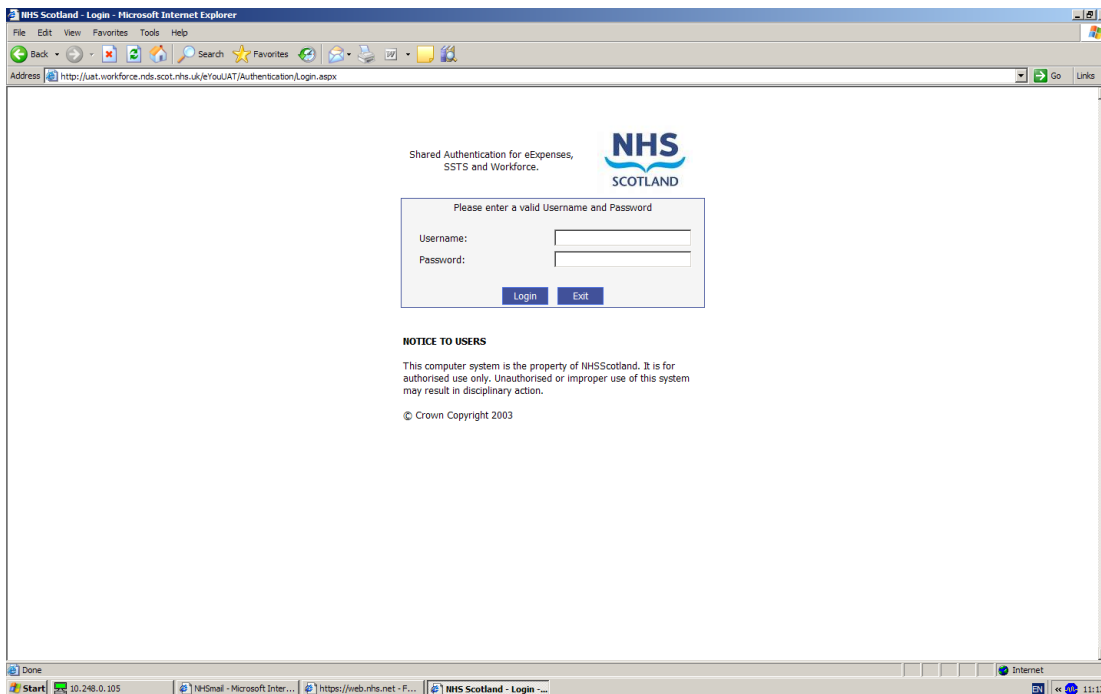 NHS Scotland - Login - Microsoft Internet Explorer
File Edit View Favorites Tools Help
Back Search Favorites
Address http://uat.workforce.nds.scot.nhs.uk/eYouUAT/Authentication/Login.aspx Go Links
Shared Authentication for eExpenses,
SSTS and Workforce.
NHS
SCOTLAND
Please enter a valid Username and Password
Username:
Password:
Login Exit
NOTICE TO USERS
This computer system is the property of NHSScotland. It is for
authorised use only. Unauthorised or improper use of this system
may result in disciplinary action.
© Crown Copyright 2003
Done Internet
Start 10.248.0.105 NHSmail - Microsoft Inter... https://web.nhs.net - F... NHS Scotland - Login -... EN